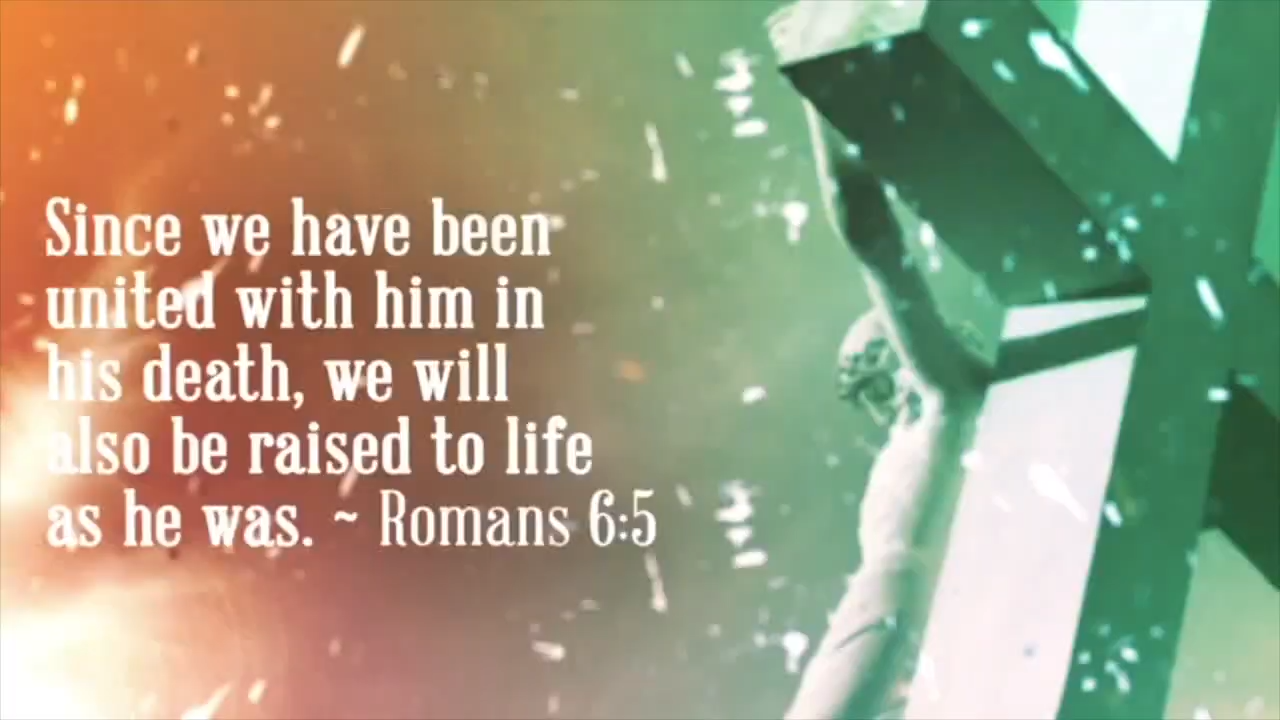 Since we have been
united with him in
his death, we will
also be raised to life
as he was. ~ Romans 6:5